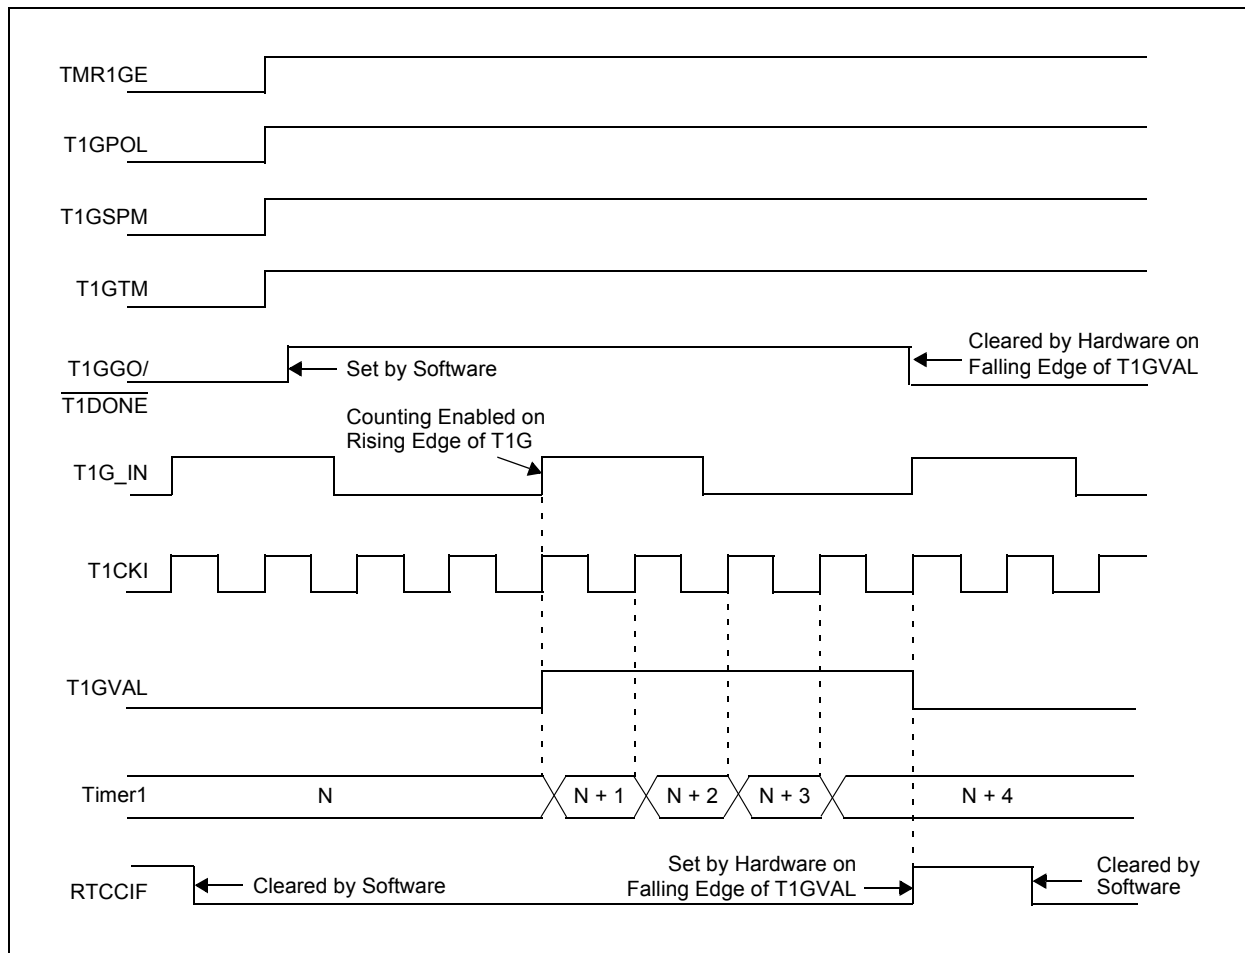 TMR1GE
T1GPOL
T1GSPM
T1GTM
T1GGO/
T1DONE
Set by Software
Cleared by Hardware on
Falling Edge of T1GVAL
Counting Enabled on
Rising Edge of T1G
T1G_IN
T1CKI
T1GVAL
Timer1
N
N + 1
N + 2
N + 3
N + 4
RTCCIF
Cleared by Software
Set by Hardware on
Falling Edge of T1GVAL
Cleared by
Software